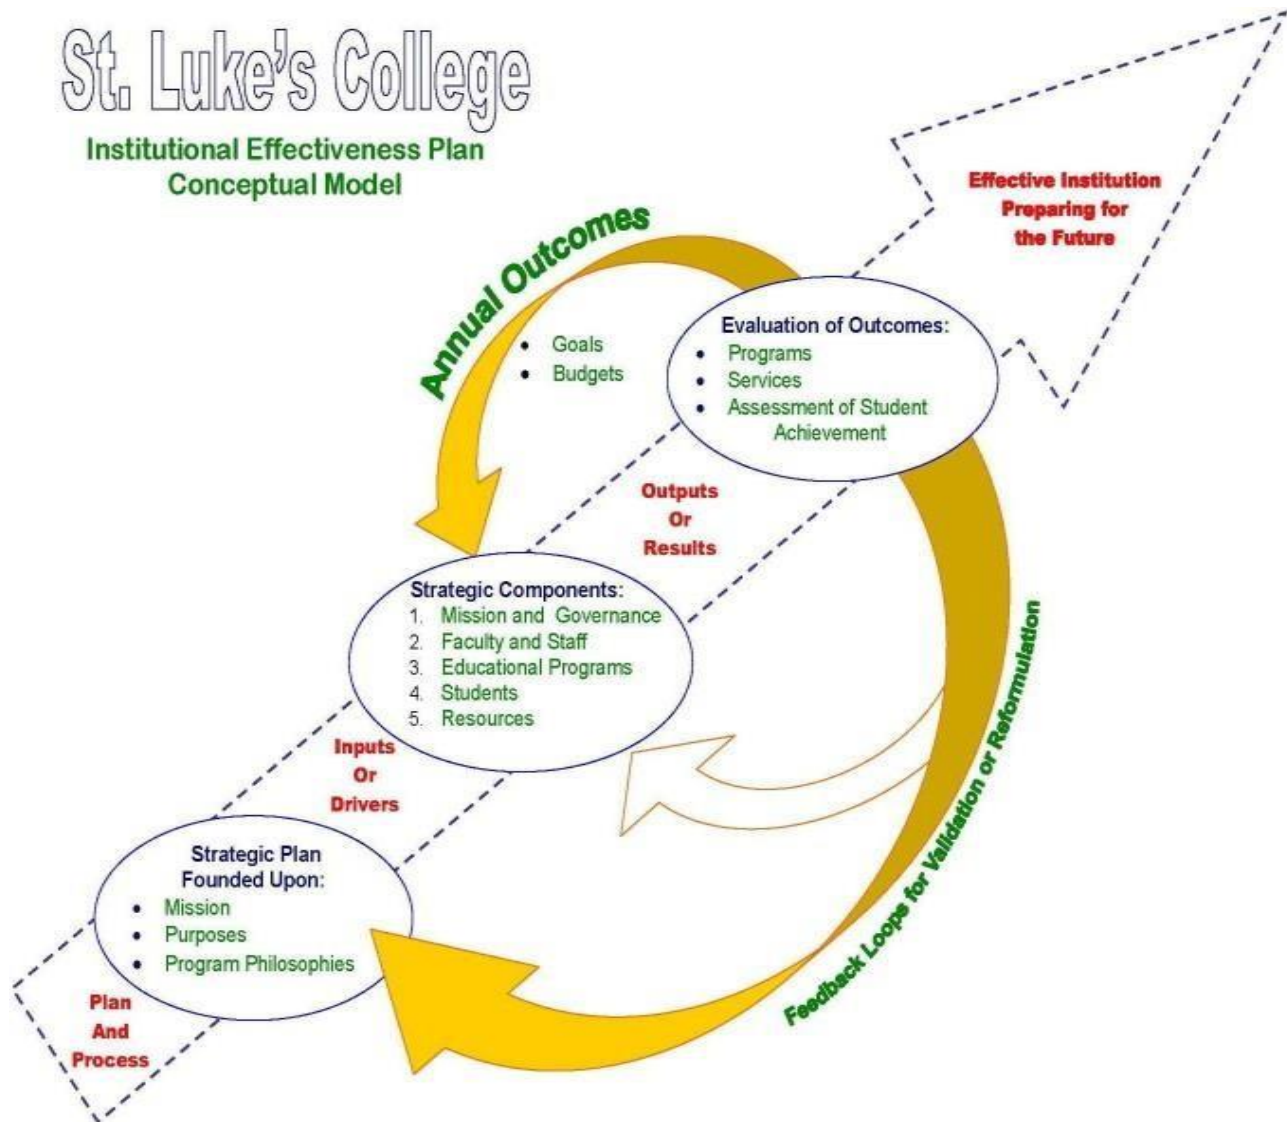 St. Luke's College
Institutional Effectiveness Plan
Conceptual Model
Effective Institution
Preparing for
the Future
Annual Outcomes
• Goals
• Budgets
Evaluation of Outcomes:
• Programs
• Services
• Assessment of Student
Achievement
Outputs
Or
Results
Strategic Components:
1. Mission and Governance
2. Faculty and Staff
3. Educational Programs
4. Students
5. Resources
Feedback Loops for Validation or Reformulation
Inputs
Or
Drivers
Strategic Plan
Founded Upon:
• Mission
• Purposes
• Program Philosophies
Plan
And
Process